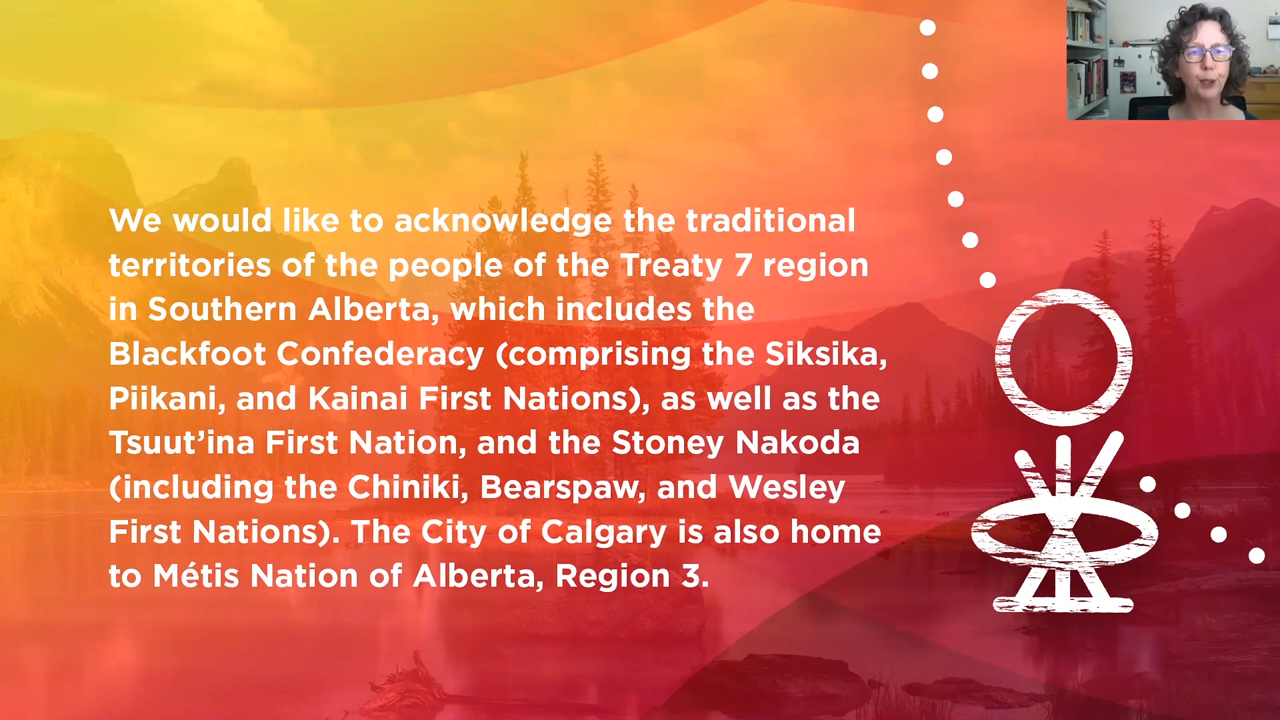 We would like to acknowledge the traditional
territories of the people of the Treaty 7 region
in Southern Alberta, which includes the
Blackfoot Confederacy (comprising the Siksika,
Piikani, and Kainai First Nations), as well as the
Tsuut’ina First Nation, and the Stoney Nakoda
(including the Chiniki, Bearspaw, and Wesley
First Nations). The City of Calgary is also home
to Métis Nation of Alberta, Region 3.